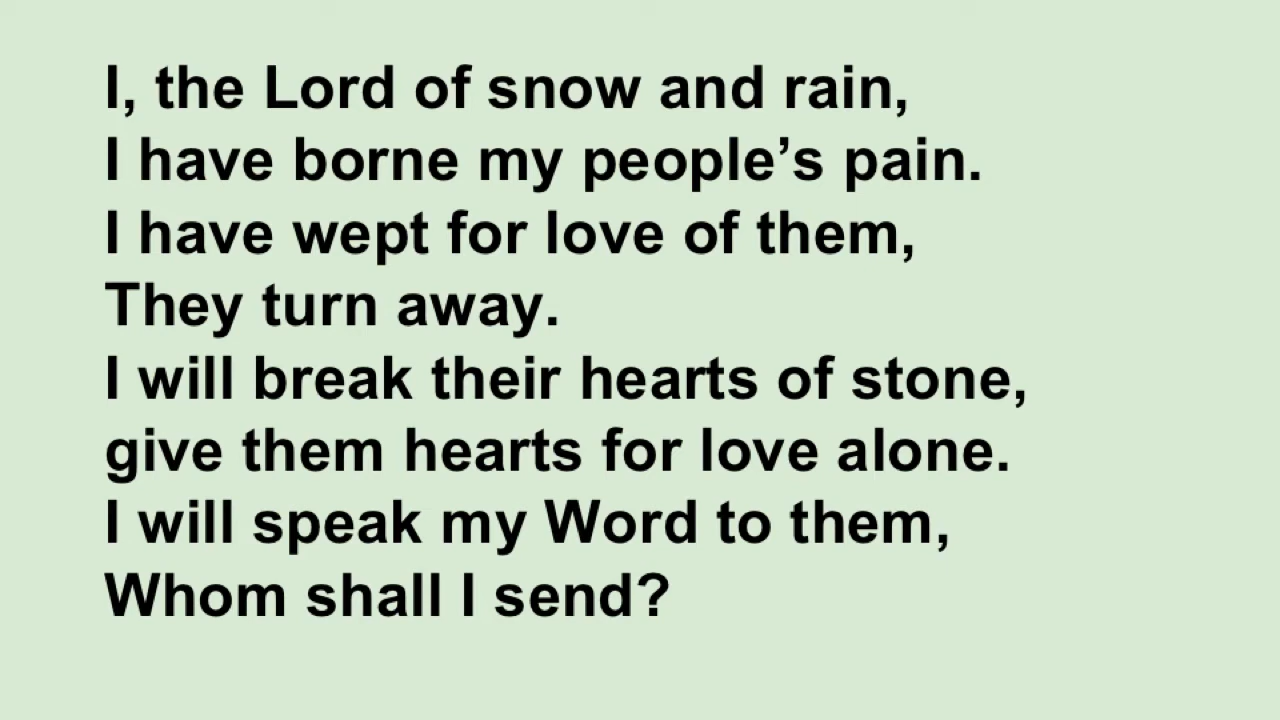 I, the Lord of snow and rain,
I have borne my people’s pain.
I have wept for love of them,
They turn away.
I will break their hearts of stone,
give them hearts for love alone.
I will speak my Word to them,
Whom shall I send?